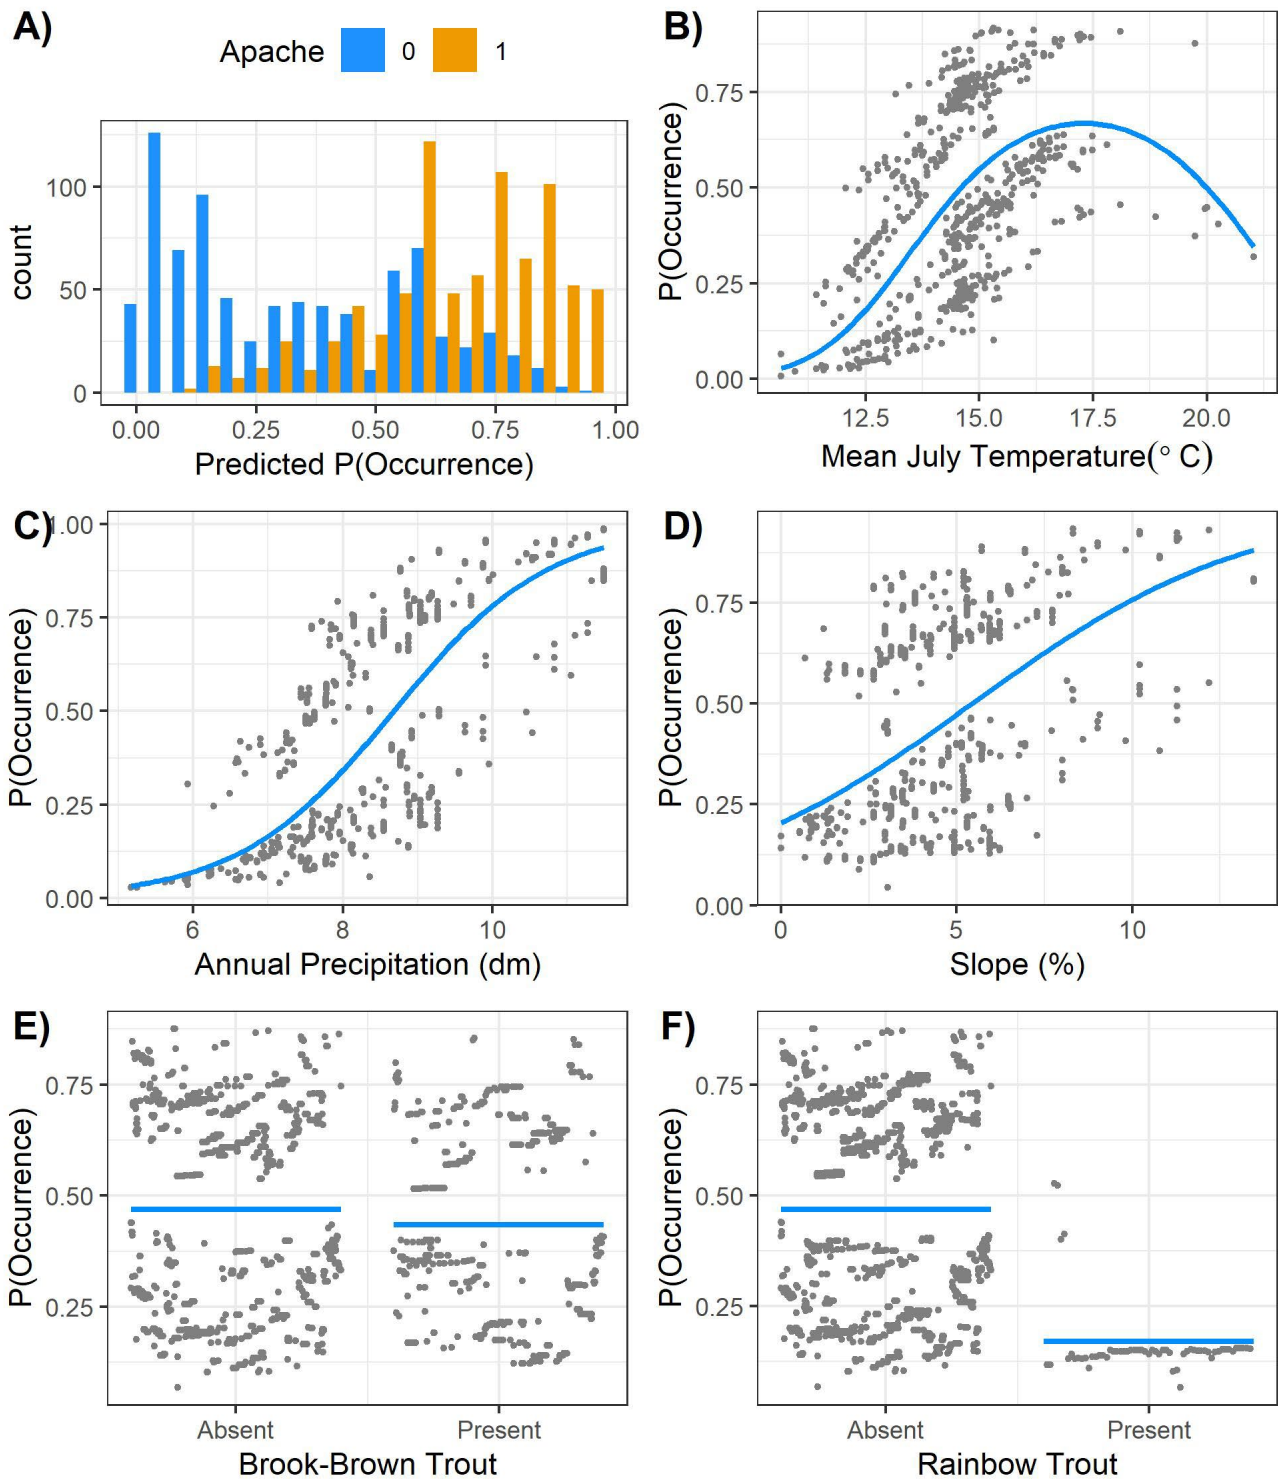 A)
Apache 0 1
count
100
50
0
0.00 0.25 0.50 0.75 1.00
Predicted P(Occurrence)
B)
P(Occurrence)
0.75
0.50
0.25
0.00
12.5 15.0 17.5 20.0
Mean July Temperature(° C)
C)
P(Occurrence)
1.00
0.75
0.50
0.25
0.00
6 8 10
Annual Precipitation (dm)
D)
P(Occurrence)
0.75
0.50
0.25
0.00
0 5 10
Slope (%)
E)
P(Occurrence)
0.75
0.50
0.25
Absent Present
Brook-Brown Trout
F)
P(Occurrence)
0.75
0.50
0.25
Absent Present
Rainbow Trout